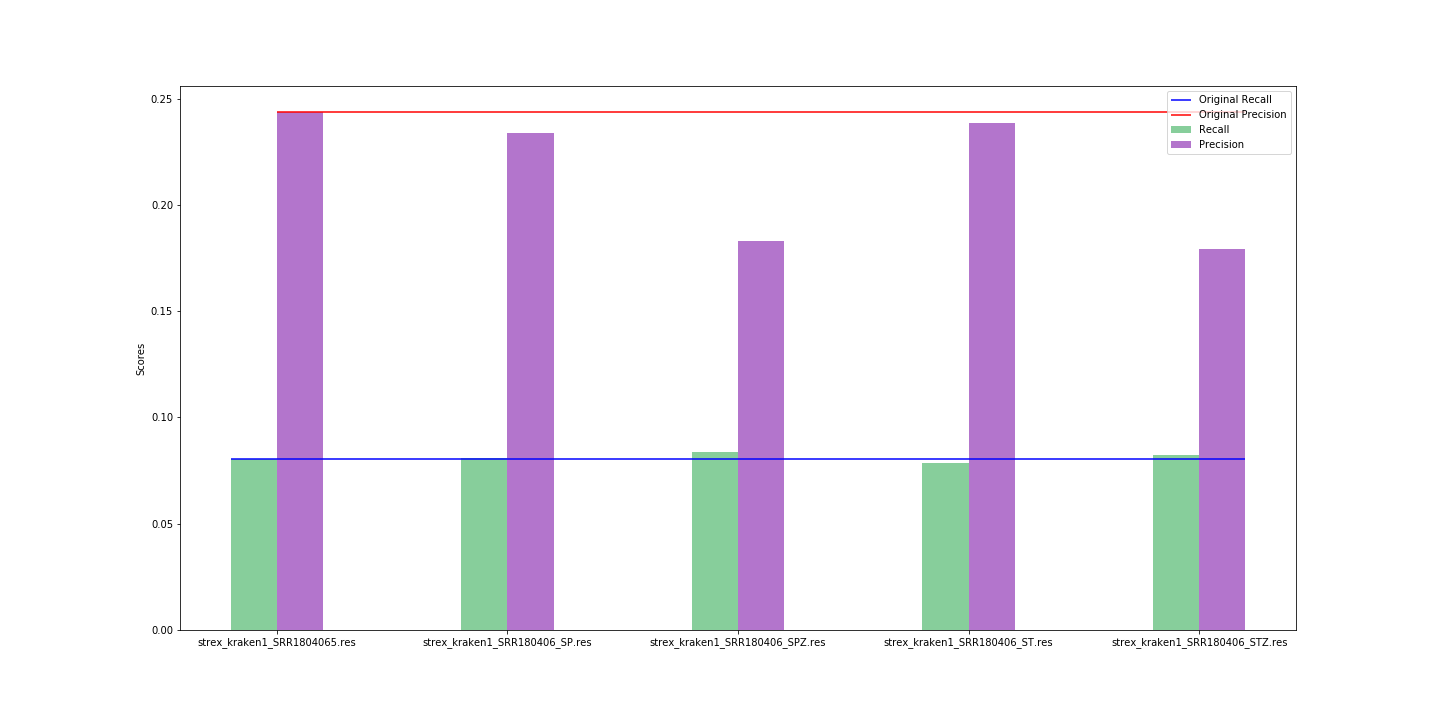 0.25
0.20
0.15
0.10
0.05
0.00
Scores
Original Recall
Original Precision
Recall
Precision
strex_kraken1_SRR1804065.res
strex_kraken1_SRR180406_SP.res
strex_kraken1_SRR180406_SPZ.res
strex_kraken1_SRR180406_ST.res
strex_kraken1_SRR180406_STZ.res